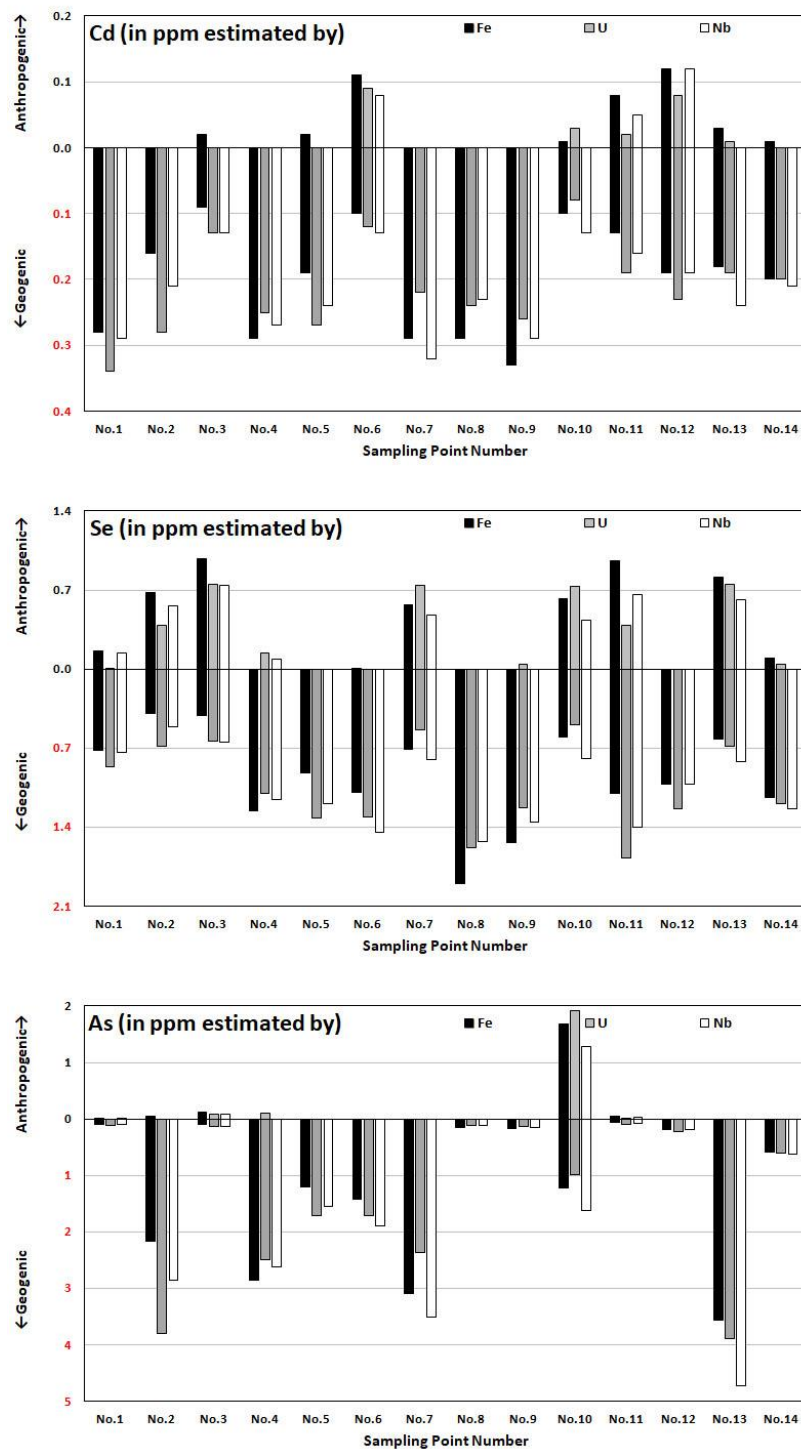 Cd (in ppm estimated by)
Fe U Nb
Anthropogenic→
←Geogenic
0.2
0.1
0.0
0.1
0.2
0.3
0.4
No.1 No.2 No.3 No.4 No.5 No.6 No.7 No.8 No.9 No.10 No.11 No.12 No.13 No.14
Sampling Point Number
Se (in ppm estimated by)
Fe U Nb
Anthropogenic→
←Geogenic
1.4
0.7
0.0
0.7
1.4
2.1
No.1 No.2 No.3 No.4 No.5 No.6 No.7 No.8 No.9 No.10 No.11 No.12 No.13 No.14
Sampling Point Number
As (in ppm estimated by)
Fe U Nb
Anthropogenic→
←Geogenic
2
1
0
1
2
3
4
5
No.1 No.2 No.3 No.4 No.5 No.6 No.7 No.8 No.9 No.10 No.11 No.12 No.13 No.14
Sampling Point Number